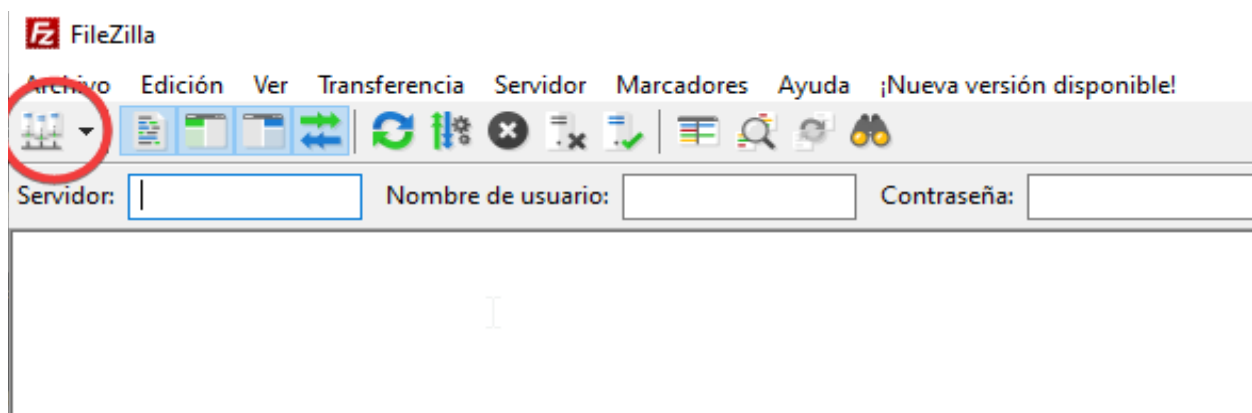 FileZilla
Archivo Edición Ver Transferencia Servidor Marcadores Ayuda ¡Nueva versión disponible!
Servidor: Nombre de usuario: Contraseña: